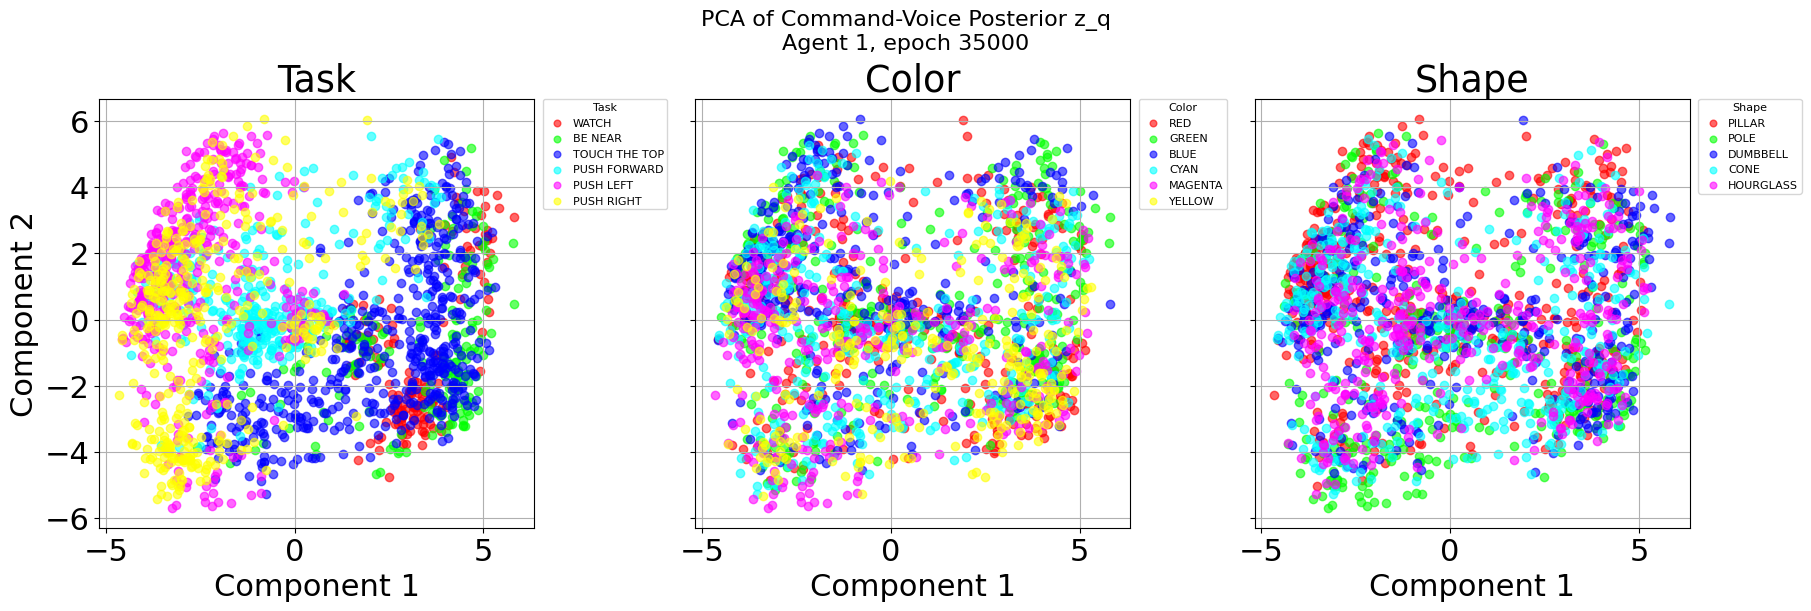 PCA of Command-Voice Posterior z_q
Agent 1, epoch 35000
Task
Component 2
6
4
2
0
−2
−4
−6
−5 0 5
Component 1
Task
WATCH
BE NEAR
TOUCH THE TOP
PUSH FORWARD
PUSH LEFT
PUSH RIGHT
Color
−5 0 5
Component 1
Color
RED
GREEN
BLUE
CYAN
MAGENTA
YELLOW
Shape
−5 0 5
Component 1
Shape
PILLAR
POLE
DUMBBELL
CONE
HOURGLASS